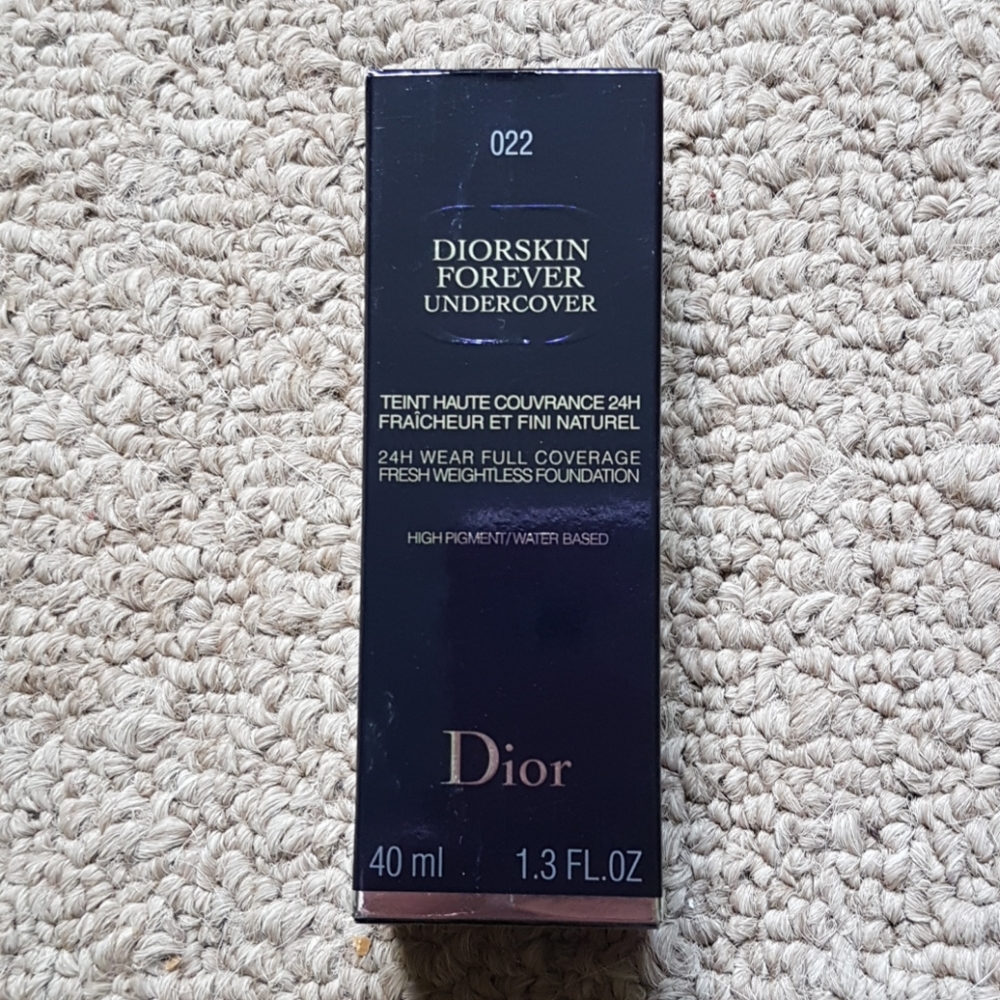 022
DIORSKIN
FOREVER
UNDERCOVER
TEINT HAUTE COUVRANCE 24H
FRAÎCHEUR ET FINI NATUREL
24H WEAR FULL COVERAGE
FRESH WEIGHTLESS FOUNDATION
HIGH PIGMENT/WATER BASED
Dior
40 ml 1.3 FL.OZ